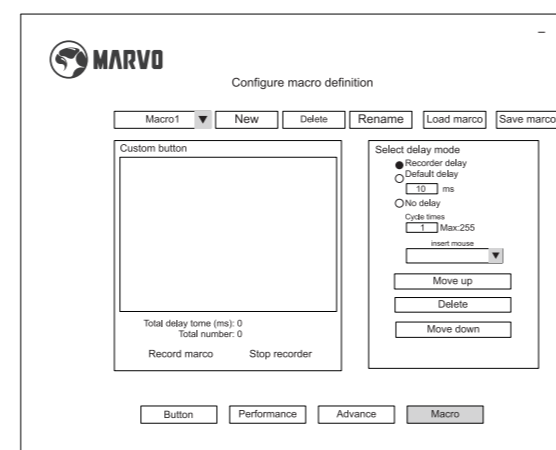 MARVO
Configure macro definition
Macro1 New Delete Rename Load marco Save marco
Custom button
Total delay tome (ms): 0
Total number: 0
Record marco Stop recorder
Select delay mode
Recorder delay
Default delay
10 ms
No delay
Cycle times
1 Max:255
insert mouse
Move up
Delete
Move down
Button Performance Advance Macro